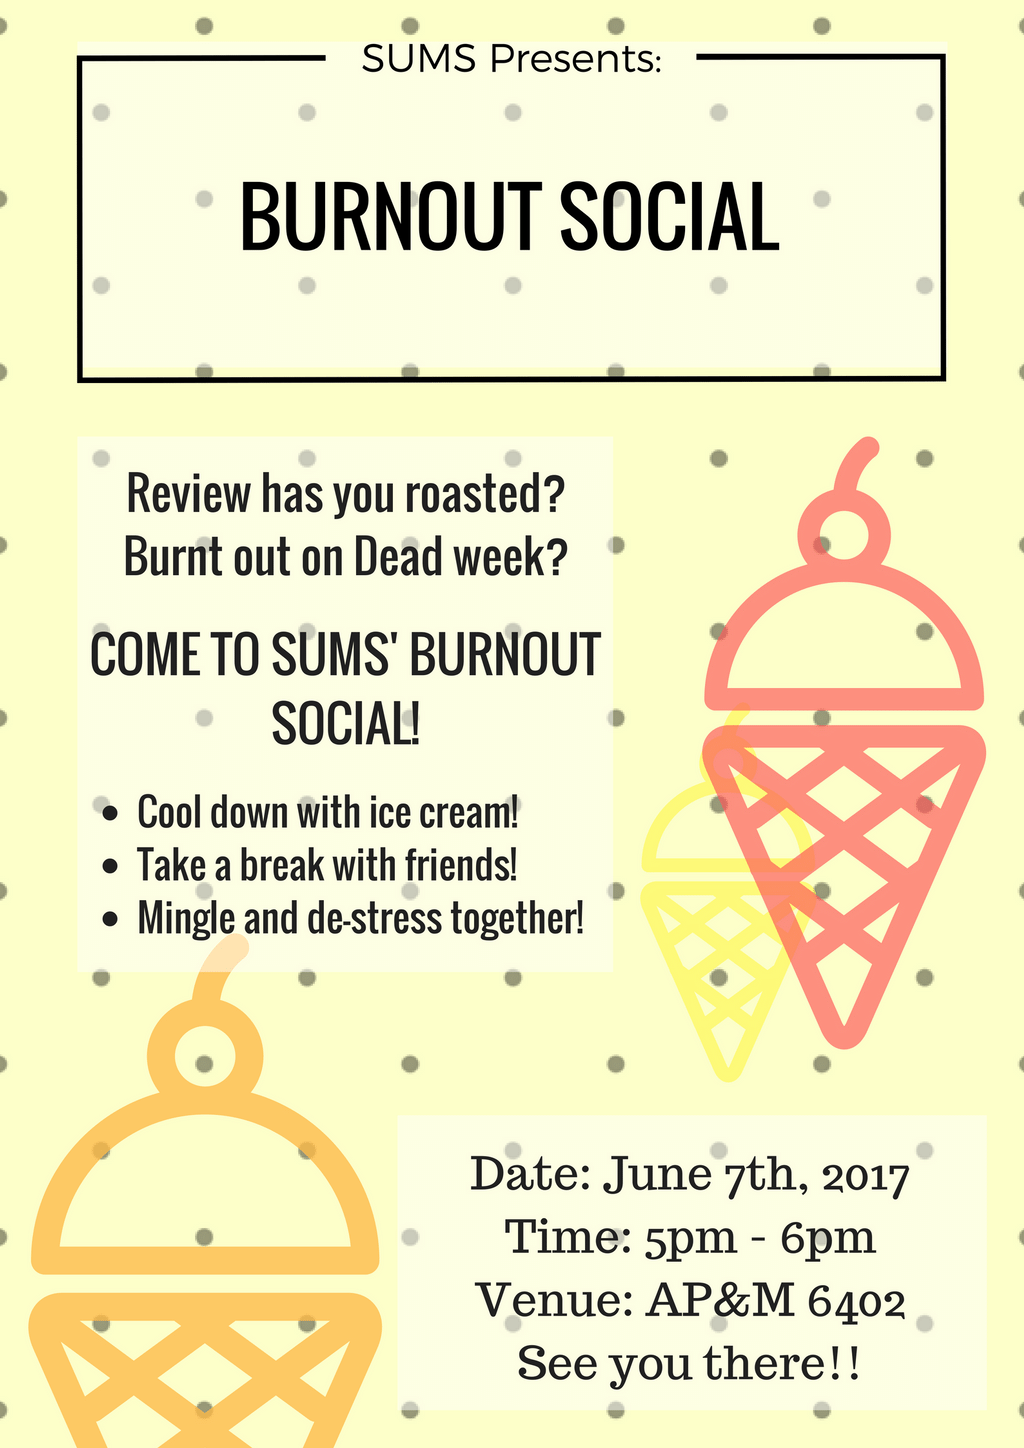 SUMS Presents:
BURNOUT SOCIAL
Review has you roasted?
Burnt out on Dead week?
COME TO SUMS' BURNOUT
SOCIAL!
• Cool down with ice cream!
• Take a break with friends!
• Mingle and de-stress together!
Date: June 7th, 2017
Time: 5pm - 6pm
Venue: AP&M 6402
See you there!!